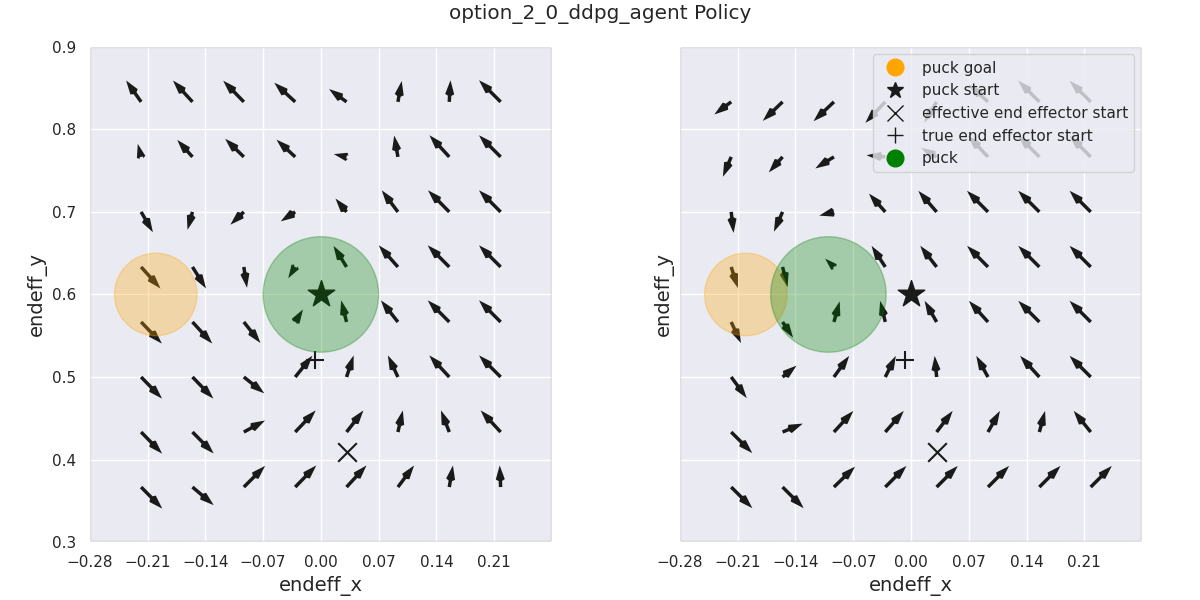 option_2_0_ddpg_agent Policy
0.9
0.8
0.7
0.6
0.5
0.4
0.3
endeff_y
−0.28 −0.21 −0.14 −0.07 0.00 0.07 0.14 0.21
endeff_x
puck goal
puck start
effective end effector start
true end effector start
puck
endeff_y
−0.28 −0.21 −0.14 −0.07 0.00 0.07 0.14 0.21
endeff_x